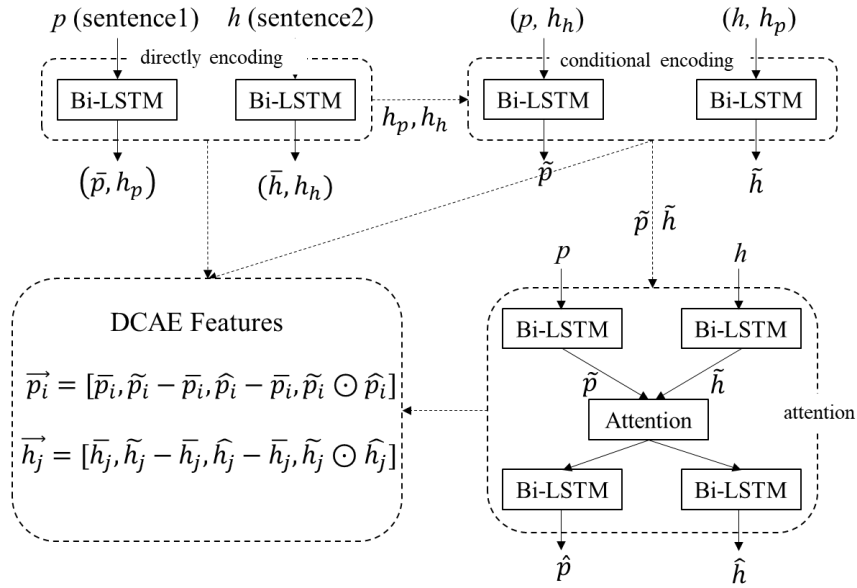 p (sentence1) h (sentence2) (p, h_h) (h, h_p)
directly encoding conditional encoding
Bi-LSTM Bi-LSTM Bi-LSTM Bi-LSTM
h_p, h_h
(p̄, h_p) (h̄, h_h) p̃ h̃
p̃ h̃
p h
DCAE Features Bi-LSTM Bi-LSTM
p⃗_i = [p̄_i, p̃_i − p̄_i, p̂_i − p̄_i, p̃_i ⊙ p̂_i]
p̃ h̃
Attention attention
h⃗_j = [h̄_j, h̃_j − h̄_j, ĥ_j − h̄_j, h̃_j ⊙ ĥ_j]
Bi-LSTM Bi-LSTM
p̂ ĥ